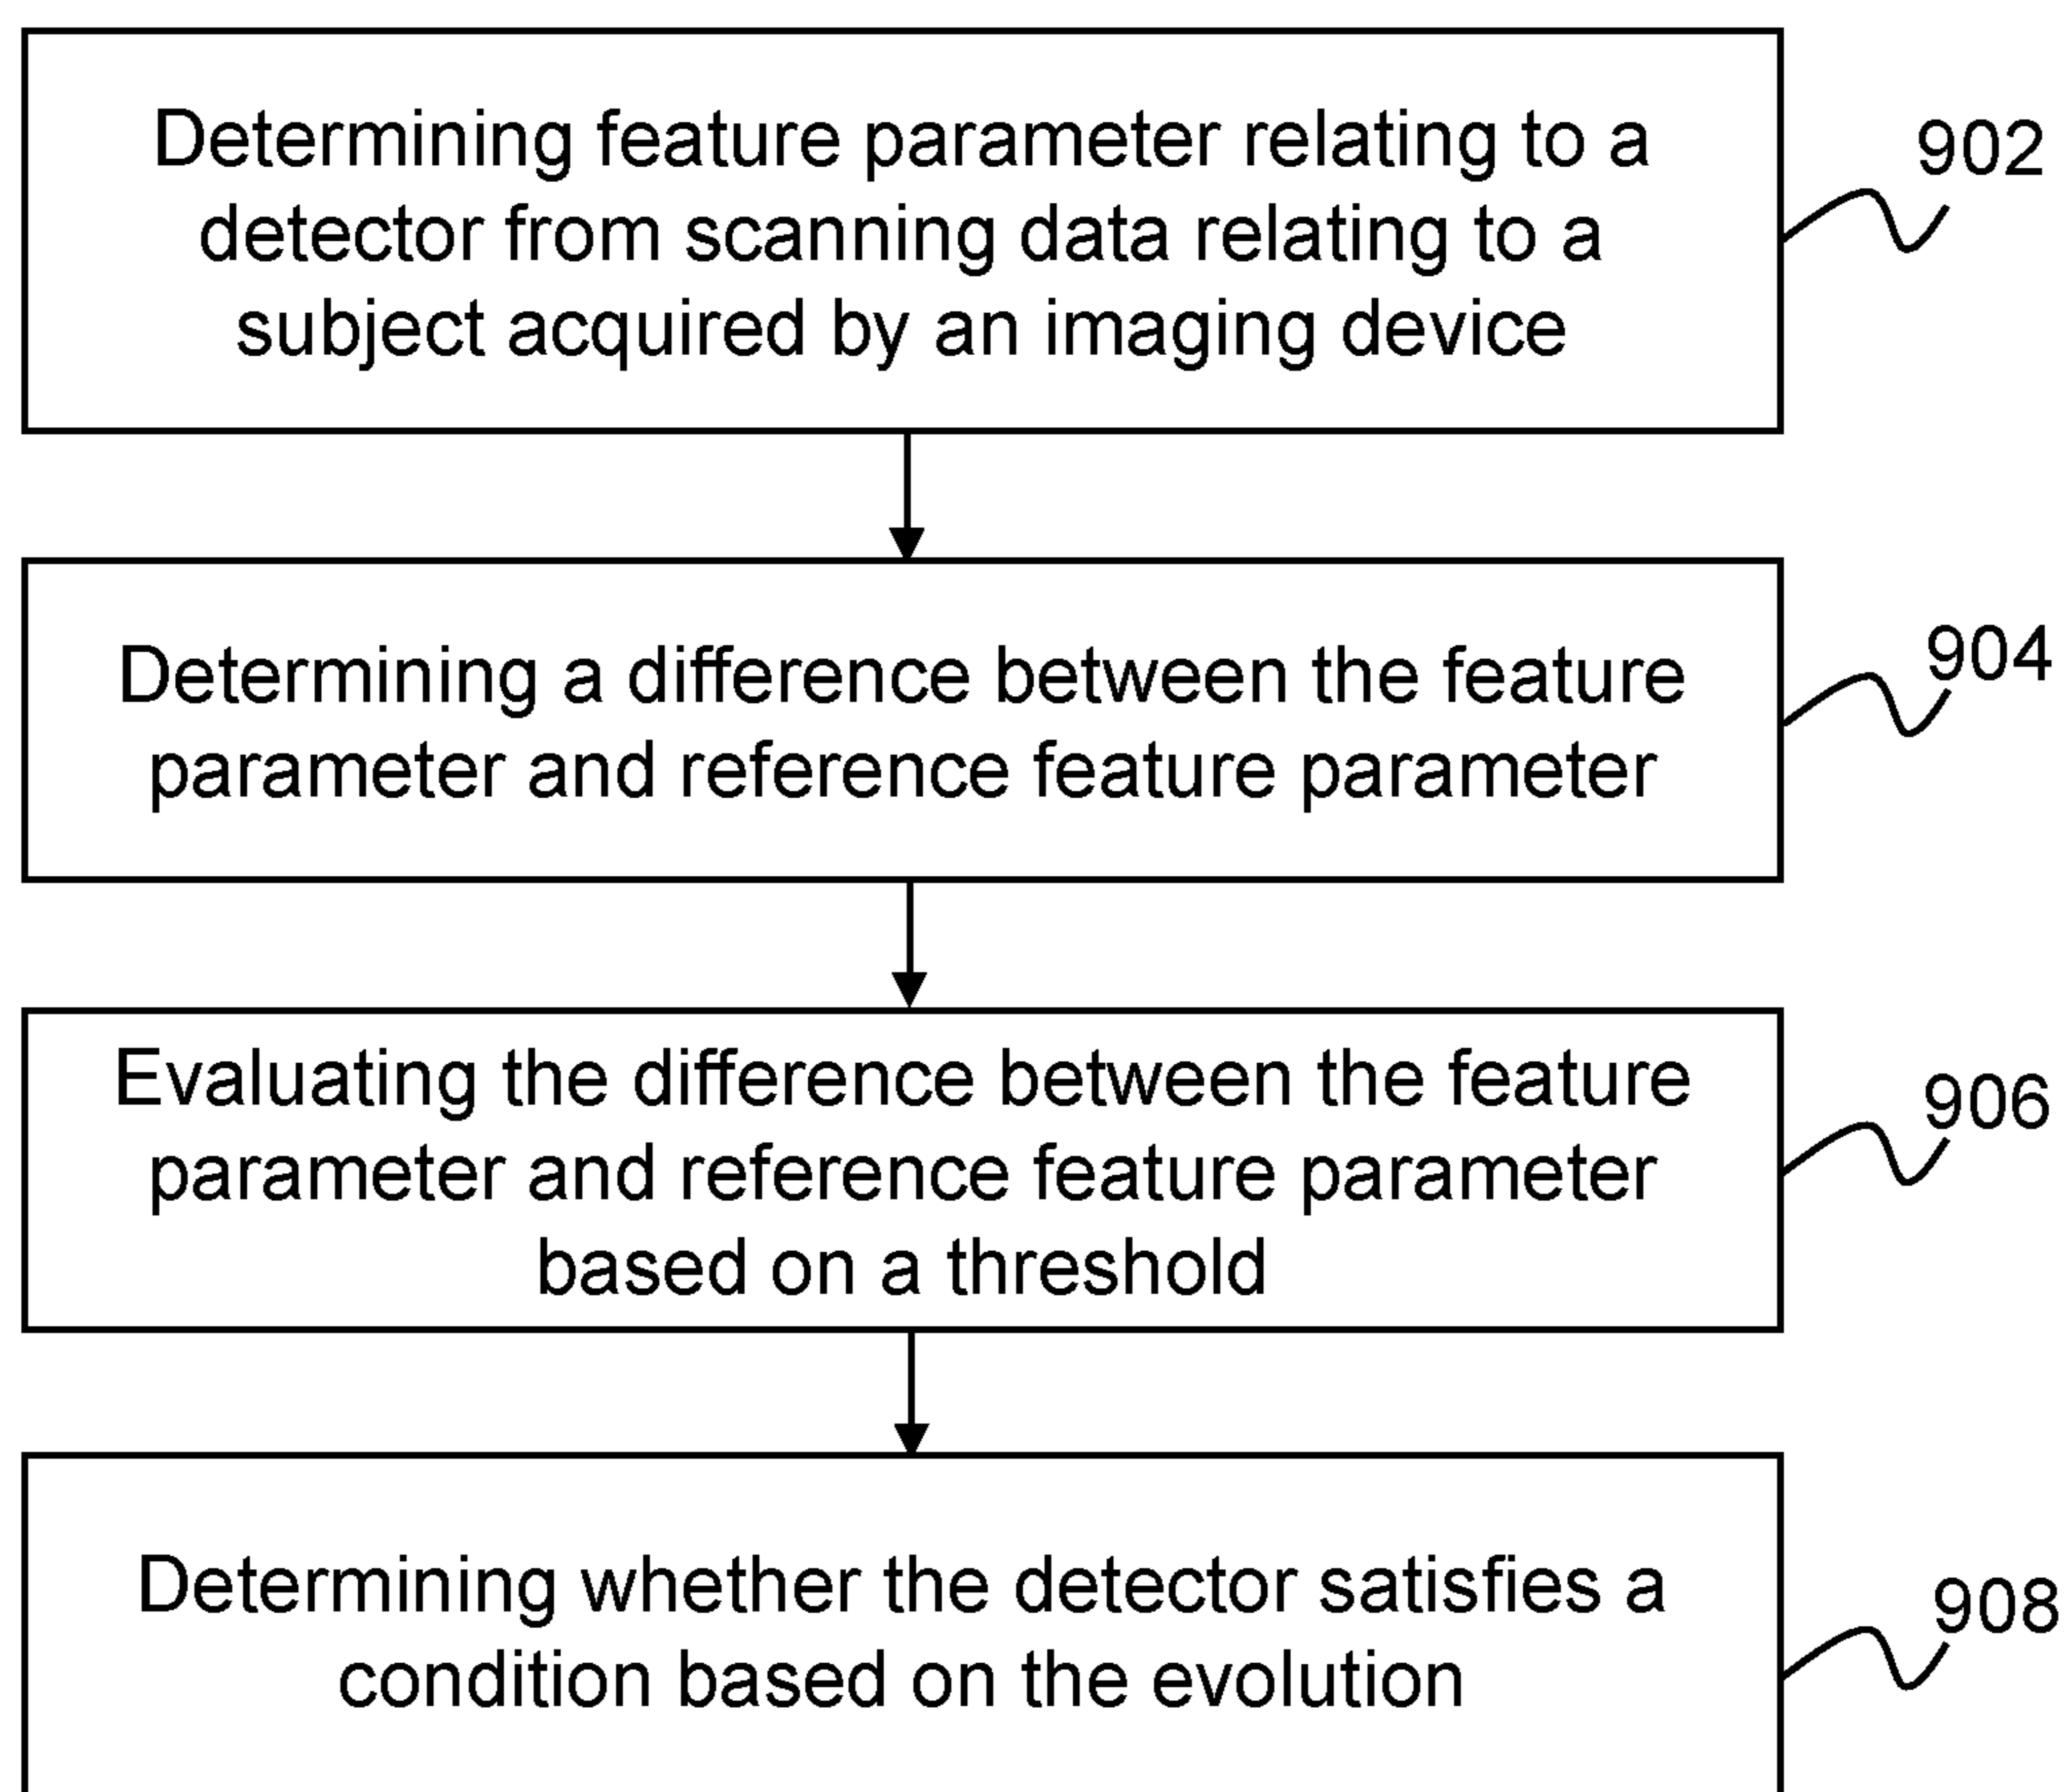 Determining feature parameter relating to a
902
detector from scanning data relating to a
subject acquired by an imaging device
904
Determining a difference between the feature
parameter and reference feature parameter
906
Evaluating the difference between the feature
parameter and reference feature parameter
based on a threshold
908
Determining whether the detector satisfies a
condition based on the evolution